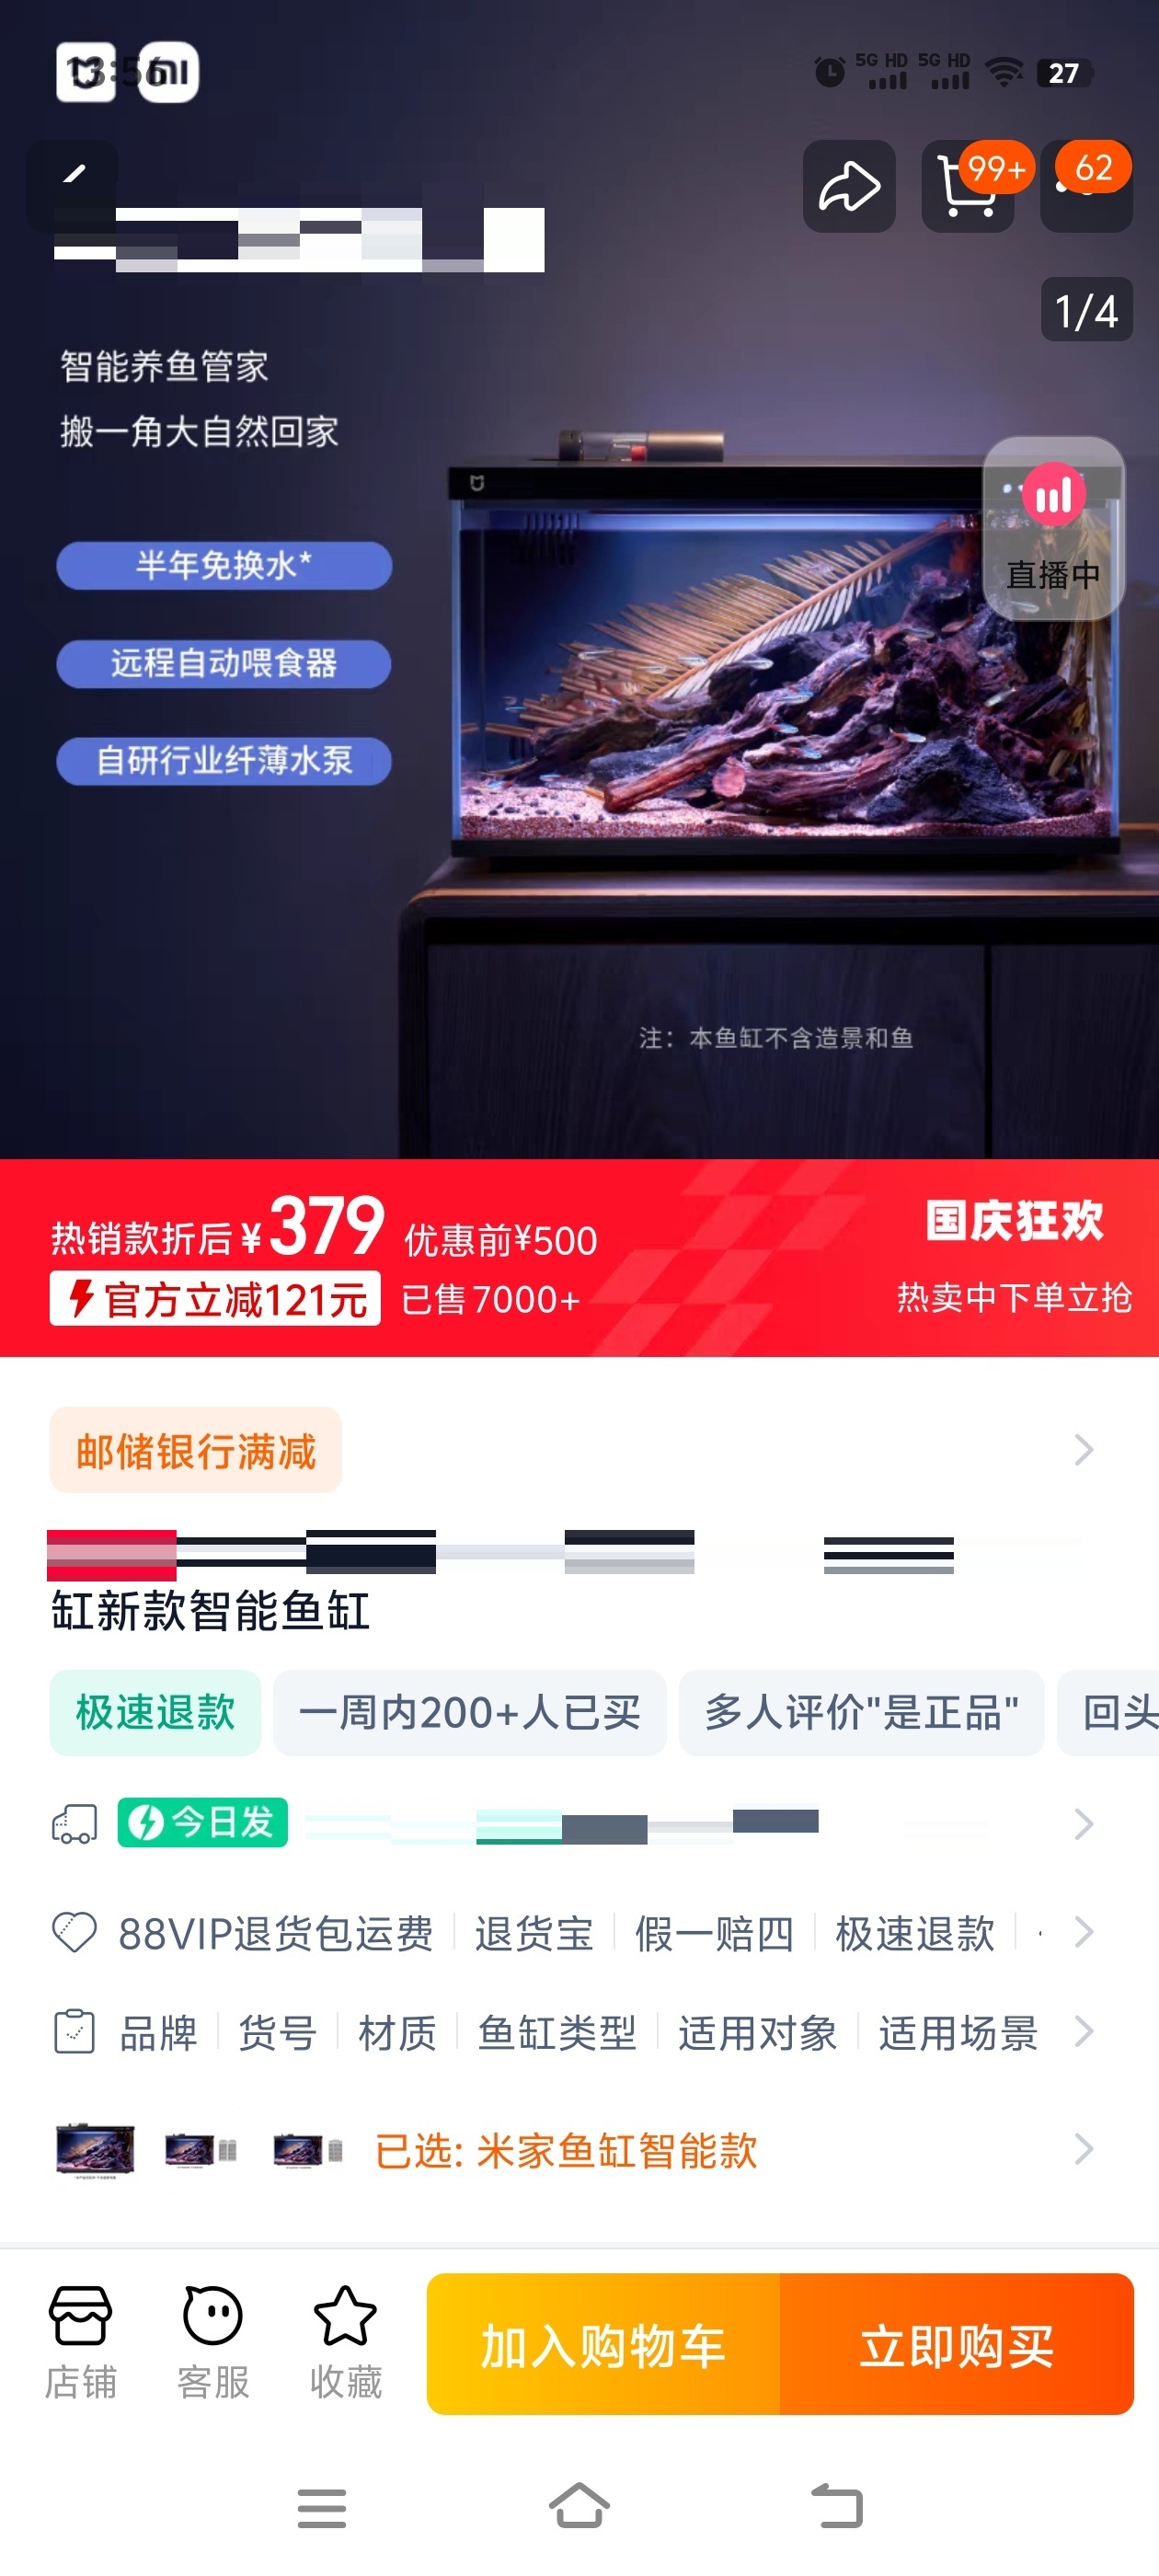 13:56
5G HD 5G HD 27
99+
62
1/4
智能养鱼管家
搬一角大自然回家
半年免换水*
远程自动喂食器
自研行业纤薄水泵
直播中
注：本鱼缸不含造景和鱼
热销款折后¥379 优惠前¥500
国庆狂欢
官方立减121元 已售7000+
热卖中下单立抢
邮储银行满减
缸新款智能鱼缸
极速退款 一周内200+人已买 多人评价"是正品" 回头
今日发
88VIP退货包运费 退货宝 假一赔四 极速退款
品牌 货号 材质 鱼缸类型 适用对象 适用场景
已选: 米家鱼缸智能款
店铺 客服 收藏 加入购物车 立即购买